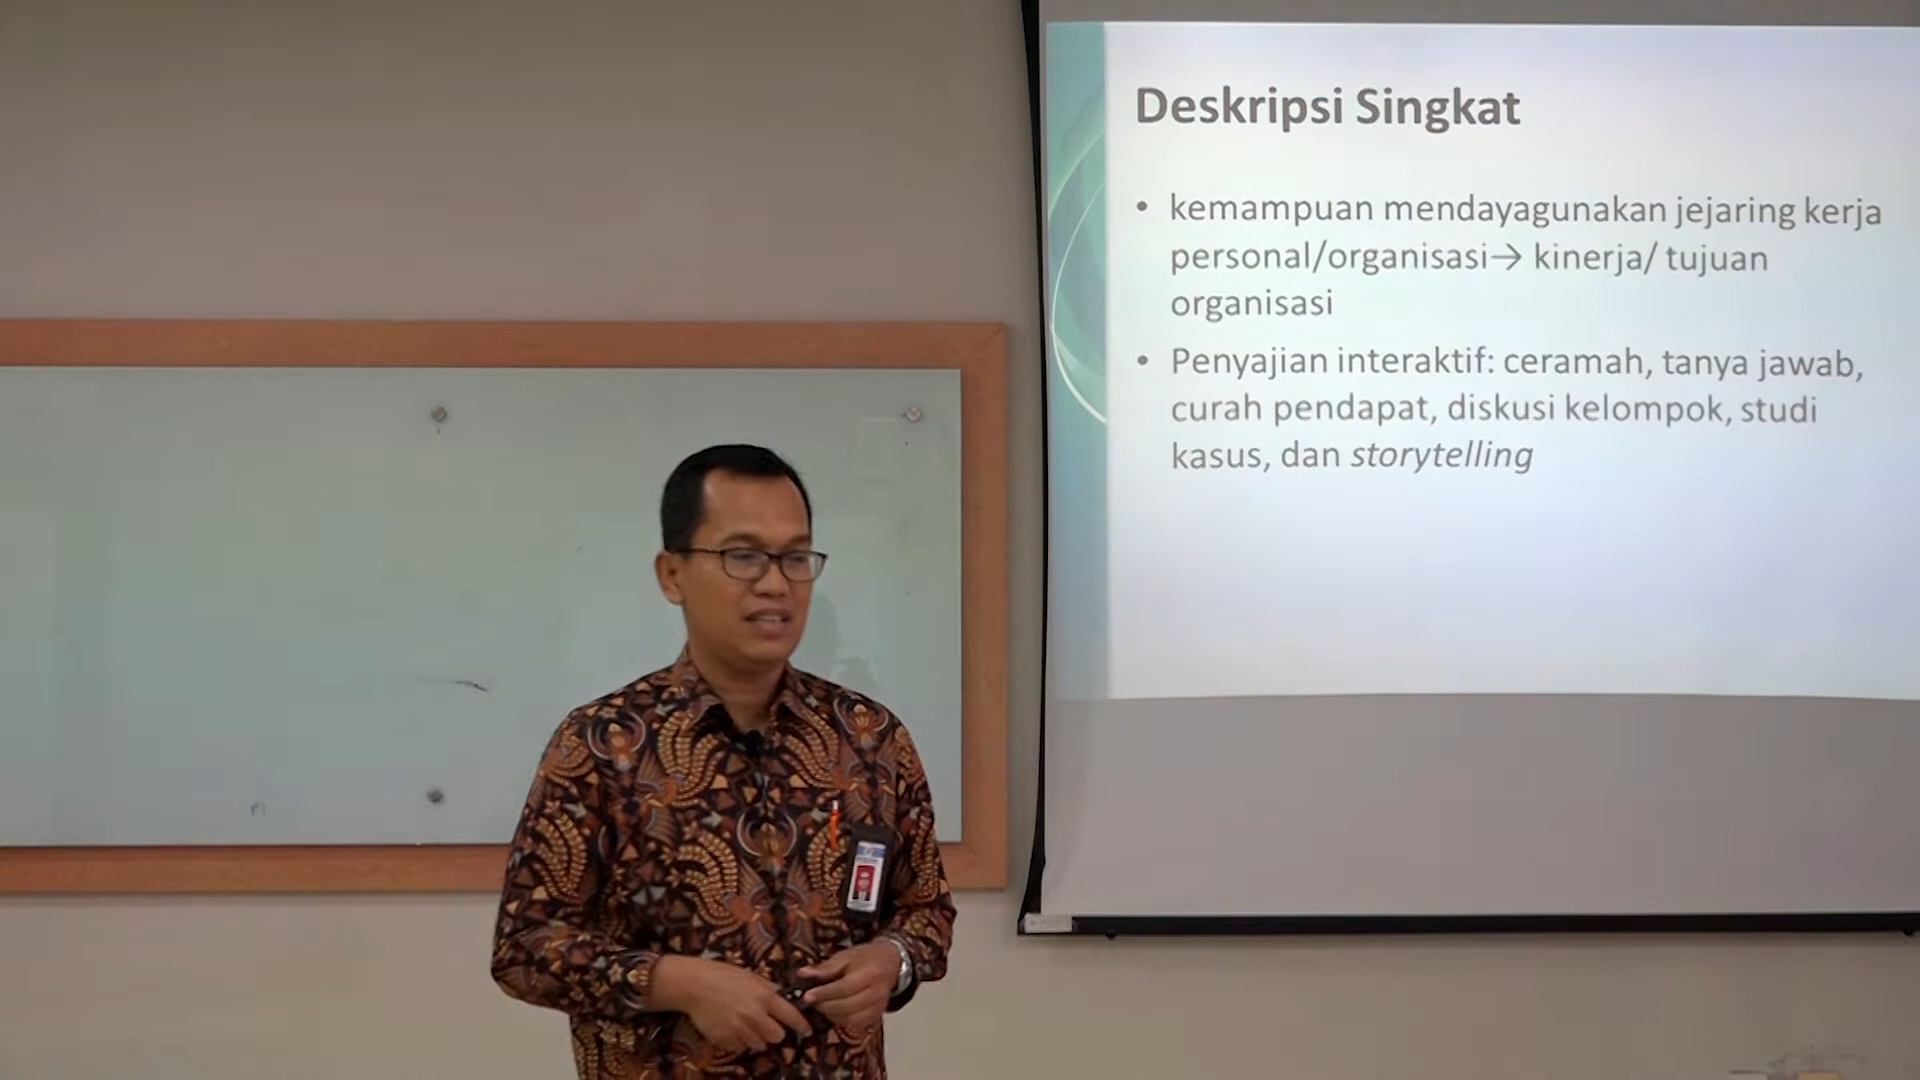 Deskripsi Singkat
• kemampuan mendayagunakan jejaring kerja
personal/organisasi→ kinerja/ tujuan
organisasi
• Penyajian interaktif: ceramah, tanya jawab,
curah pendapat, diskusi kelompok, studi
kasus, dan storytelling